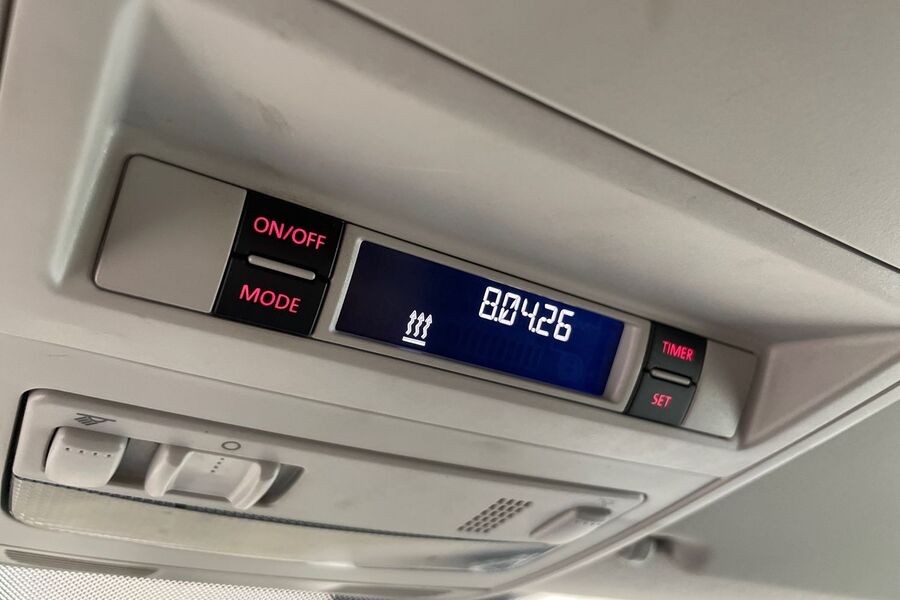 ON/OFF
MODE
8.04.26
TIMER
SET